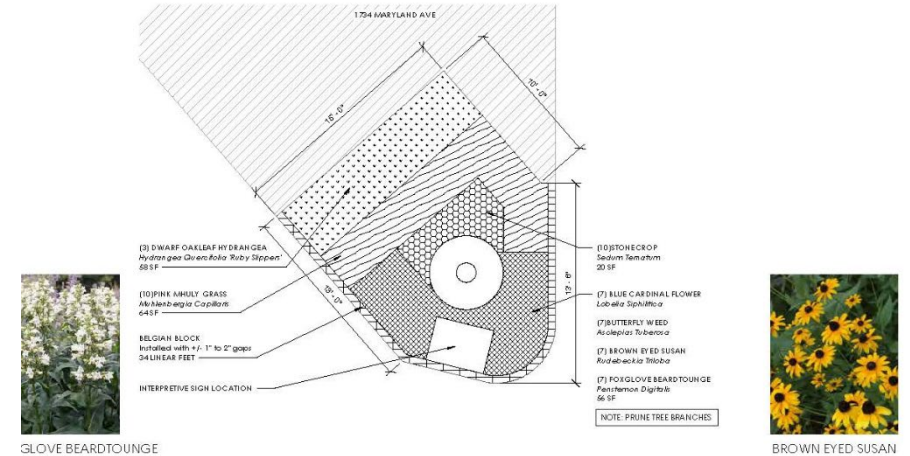 1734 MARYLAND AVE
16' - 0"
10' - 0"
(3) DWARF OAKLEAF HYDRANGEA
Hydrangea Quercifolia 'Ruby Slippers'
58 SF
(10)PINK MHULY GRASS
Muhlenbergia Capillaris
64 SF
BELGIAN BLOCK
Installed with +/- 1" to 2" gaps
34 LINEAR FEET
INTERPRETIVE SIGN LOCATION
15' - 0"
13' - 6"
(10)STONECROP
Sedum Ternatum
20 SF
(7) BLUE CARDINAL FLOWER
Lobelia Siphilitica
(7)BUTTERFLY WEED
Asclepias Tuberosa
(7) BROWN EYED SUSAN
Rudebeckia Triloba
(7) FOXGLOVE BEARDTOUNGE
Penstemon Digitalis
56 SF
NOTE: PRUNE TREE BRANCHES
GLOVE BEARDTOUNGE
BROWN EYED SUSAN